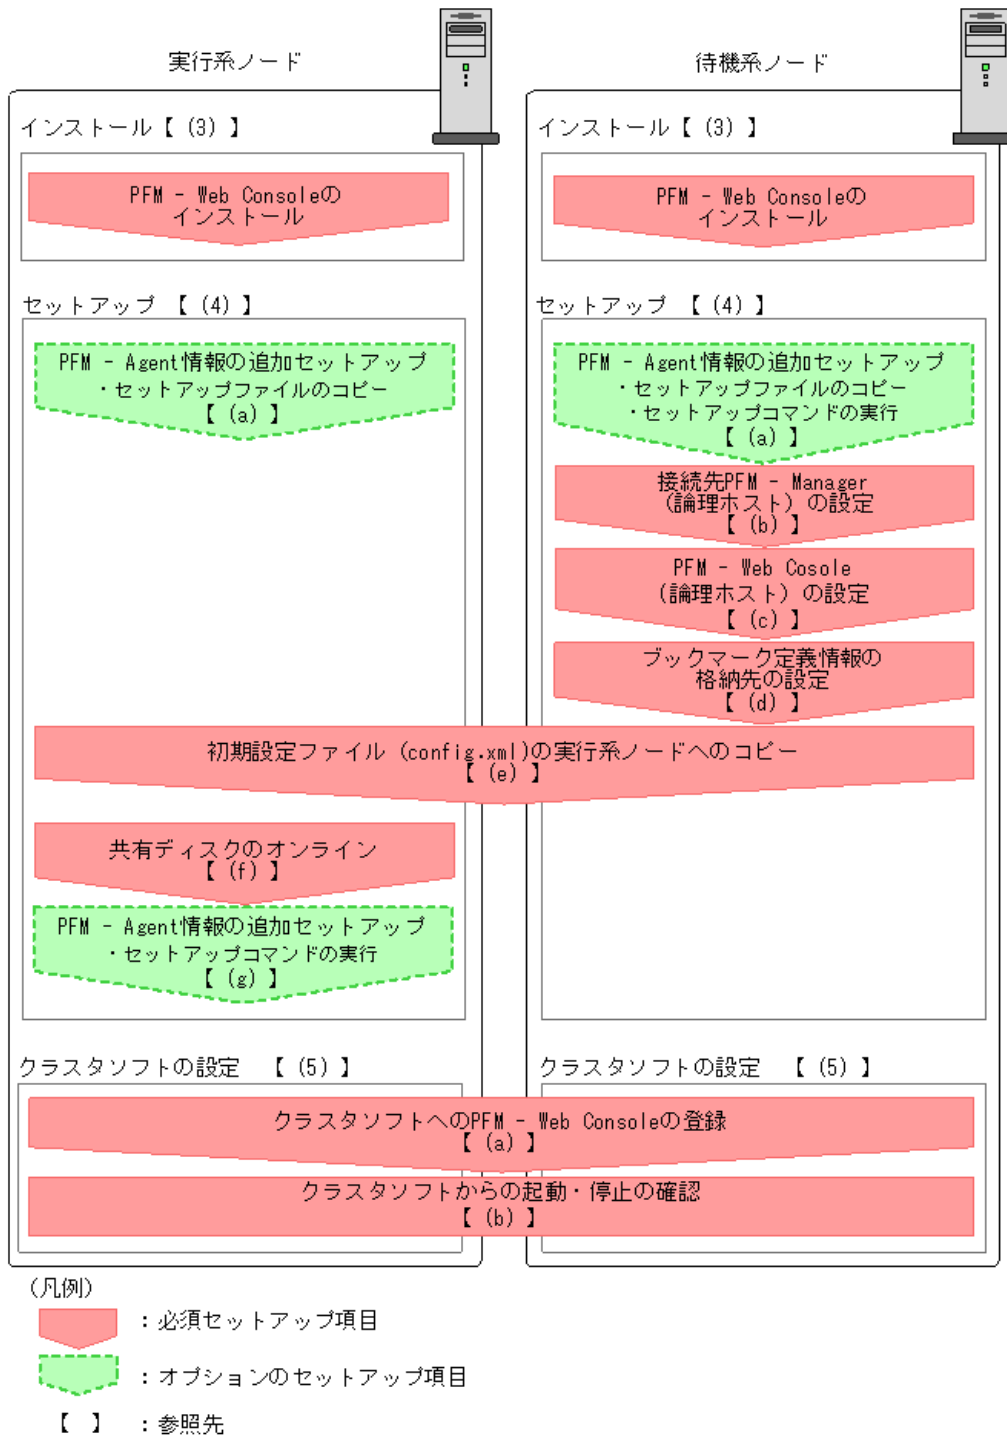 実行系ノード
待機系ノード
インストール【 (3) 】
インストール【 (3) 】
PFM - Web Consoleの
インストール
PFM - Web Consoleの
インストール
セットアップ 【 (4) 】
セットアップ 【 (4) 】
PFM - Agent情報の追加セットアップ
・セットアップファイルのコピー
【 (a) 】
PFM - Agent情報の追加セットアップ
・セットアップファイルのコピー
・セットアップコマンドの実行
【 (a) 】
接続先PFM - Manager
(論理ホスト) の設定
【 (b) 】
PFM - Web Cosole
(論理ホスト) の設定
【 (c) 】
ブックマーク定義情報の
格納先の設定
【 (d) 】
初期設定ファイル (config.xml)の実行系ノードへのコピー
【 (e) 】
共有ディスクのオンライン
【 (f) 】
PFM - Agent情報の追加セットアップ
・セットアップコマンドの実行
【 (g) 】
クラスタソフトの設定 【 (5) 】
クラスタソフトの設定 【 (5) 】
クラスタソフトへのPFM - Web Consoleの登録
【 (a) 】
クラスタソフトからの起動・停止の確認
【 (b) 】
(凡例)
：必須セットアップ項目
：オプションのセットアップ項目
【 】 ：参照先